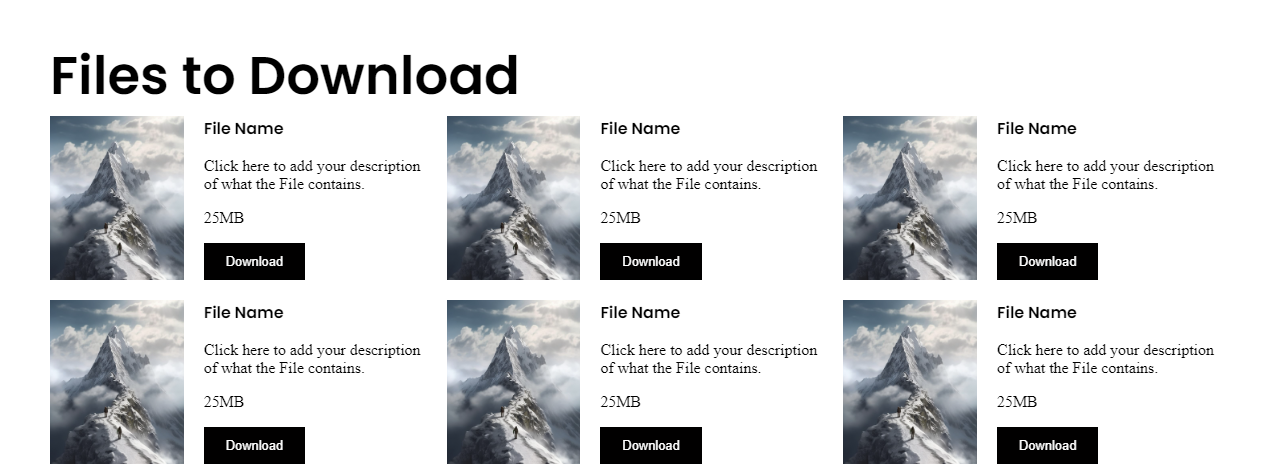 Files to Download
File Name
Click here to add your description
of what the File contains.
25MB
Download
File Name
Click here to add your description
of what the File contains.
25MB
Download
File Name
Click here to add your description
of what the File contains.
25MB
Download
File Name
Click here to add your description
of what the File contains.
25MB
Download
File Name
Click here to add your description
of what the File contains.
25MB
Download
File Name
Click here to add your description
of what the File contains.
25MB
Download